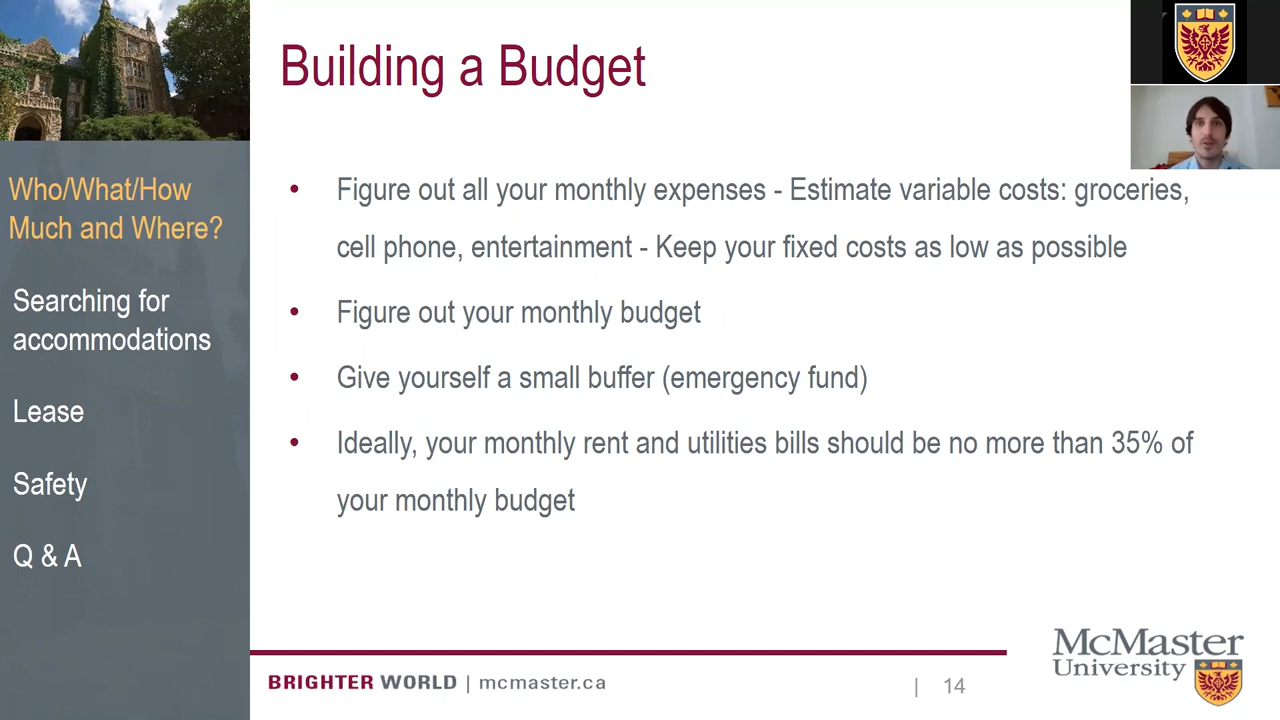 Building a Budget
Who/What/How
Much and Where?
Searching for
accommodations
Lease
Safety
Q & A
• Figure out all your monthly expenses - Estimate variable costs: groceries,
cell phone, entertainment - Keep your fixed costs as low as possible
• Figure out your monthly budget
• Give yourself a small buffer (emergency fund)
• Ideally, your monthly rent and utilities bills should be no more than 35% of
your monthly budget
BRIGHTER WORLD | mcmaster.ca
| 14
McMaster
University